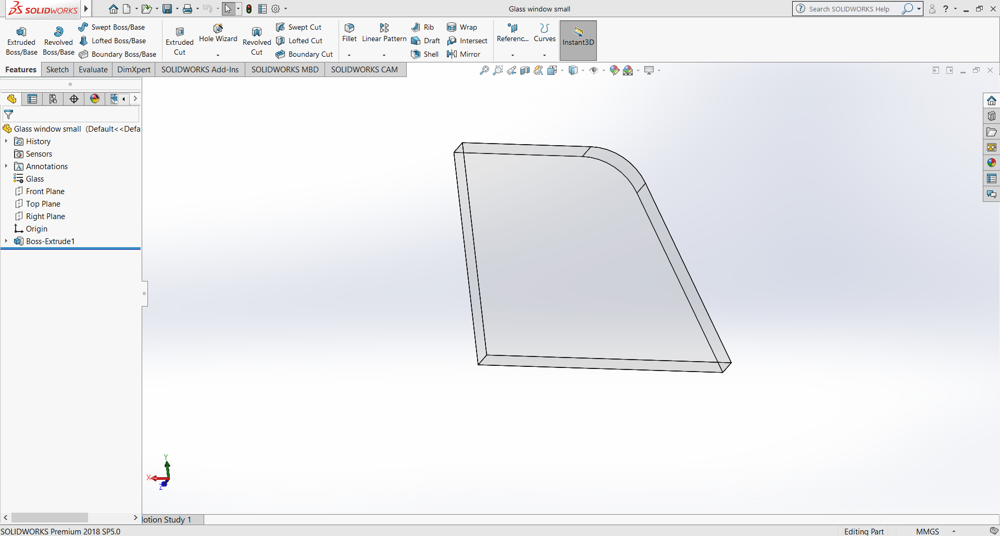 SOLIDWORKS
Glass window small
Search SOLIDWORKS Help
Extruded Boss/Base
Revolved Boss/Base
Swept Boss/Base
Lofted Boss/Base
Boundary Boss/Base
Extruded Cut
Hole Wizard
Revolved Cut
Swept Cut
Lofted Cut
Boundary Cut
Fillet
Linear Pattern
Rib
Draft
Shell
Wrap
Intersect
Mirror
Referenc...
Curves
Instant3D
Features Sketch Evaluate DimXpert SOLIDWORKS Add-Ins SOLIDWORKS MBD SOLIDWORKS CAM
Glass window small (Default<<Defa
History
Sensors
Annotations
Glass
Front Plane
Top Plane
Right Plane
Origin
Boss-Extrude1
Y
X
Z
otion Study 1
SOLIDWORKS Premium 2018 SP5.0
Editing Part
MMGS